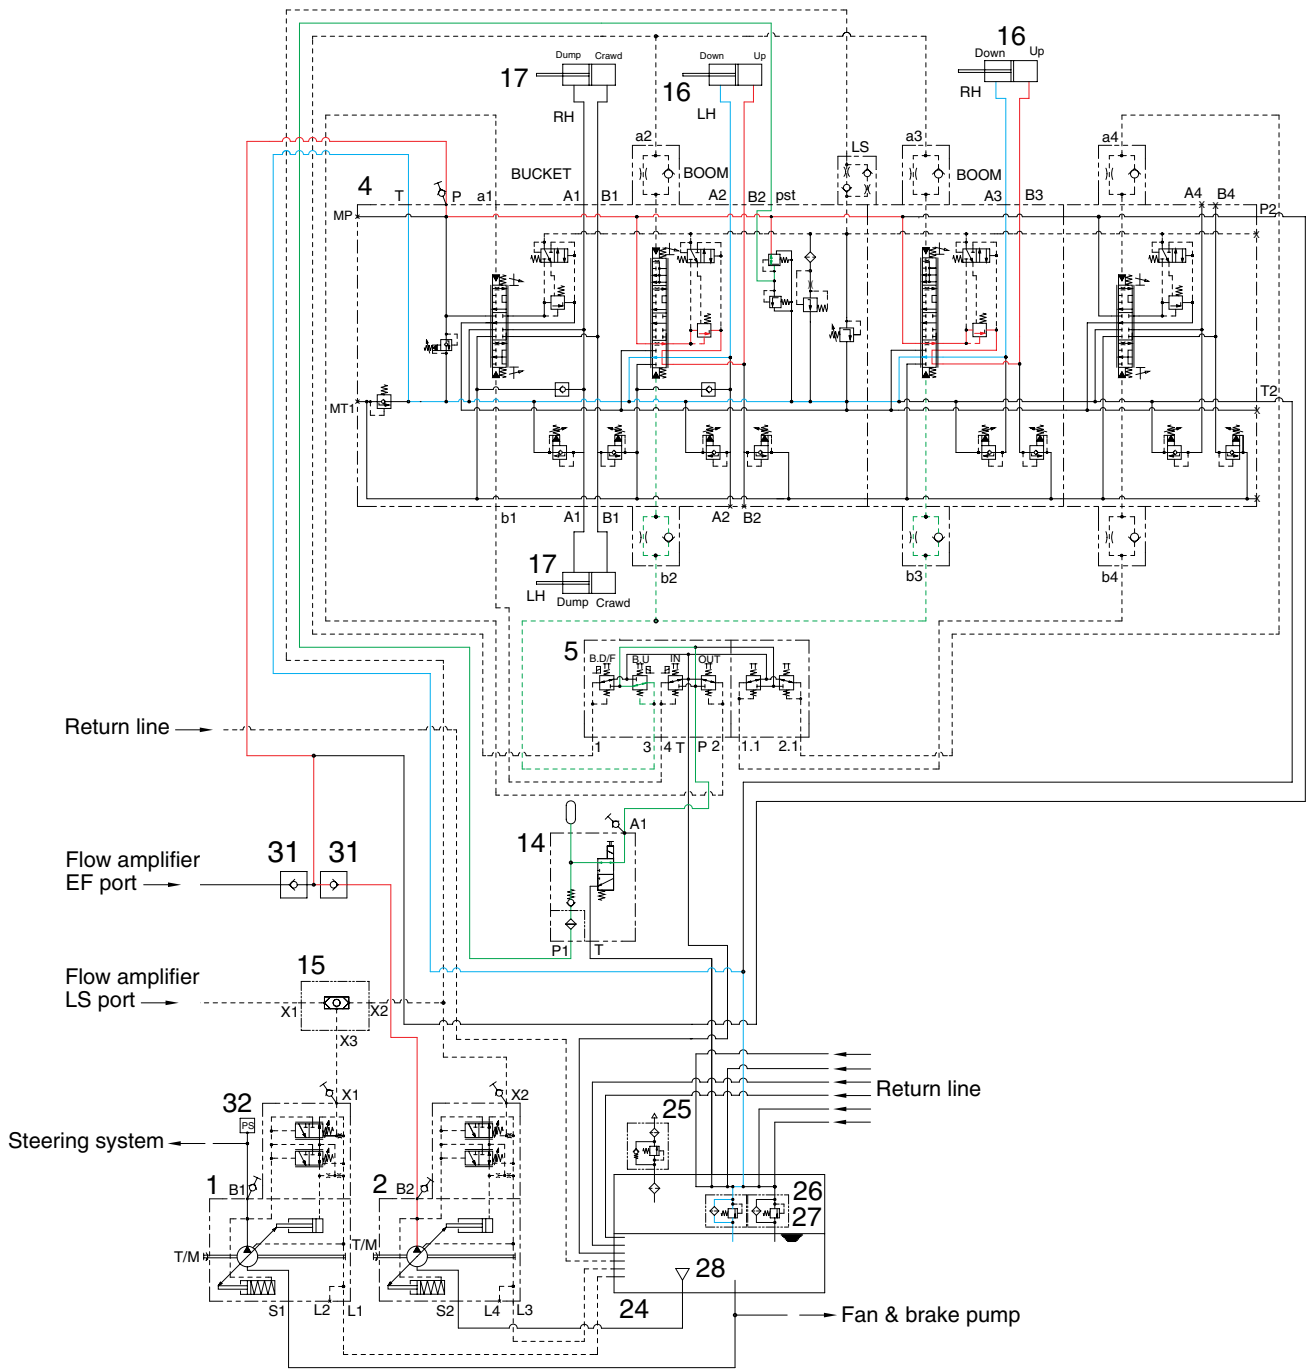 16
Down Up
RH
Dump Crawd
17
RH
Down Up
16
LH
a2
LS
a3
a4
BUCKET
BOOM
BOOM
4
T
P
a1
A1
B1
A2
B2
pst
A3
B3
A4
B4
P2
MP
MT1
T2
b1
A1
B1
A2
B2
17
LH
Dump Crawd
b2
b3
b4
5
B.D/F
B.U
IN
OUT
1
3
4
T
P
2
1.1
2.1
Return line
14
A1
P1
T
Flow amplifier
EF port
31
31
Flow amplifier
LS port
15
X1
X2
X3
Return line
32
PS
X1
X2
25
Steering system
1
B1
2
B2
T/M
T/M
26
27
28
24
S1
L2
L1
S2
L4
L3
Fan & brake pump